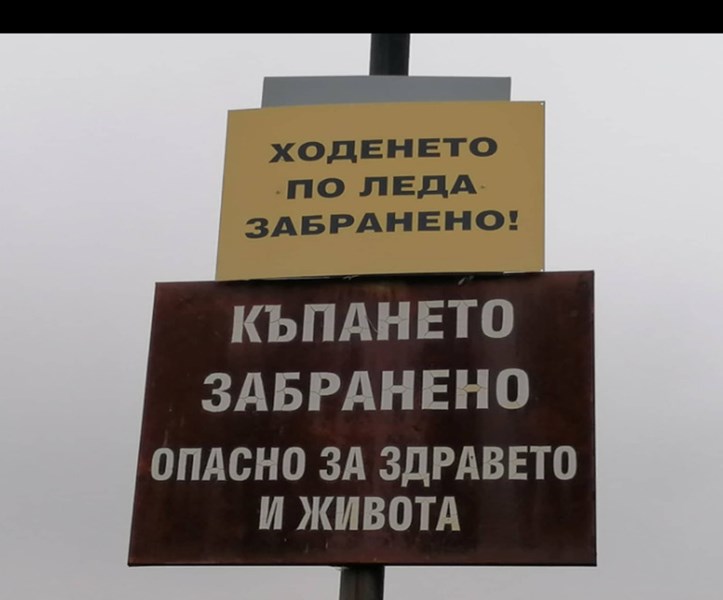 ХОДЕНЕТО
ПО ЛЕДА
ЗАБРАНЕНО!
КЪПАНЕТО
ЗАБРАНЕНО
ОПАСНО ЗА ЗДРАВЕТО
И ЖИВОТА